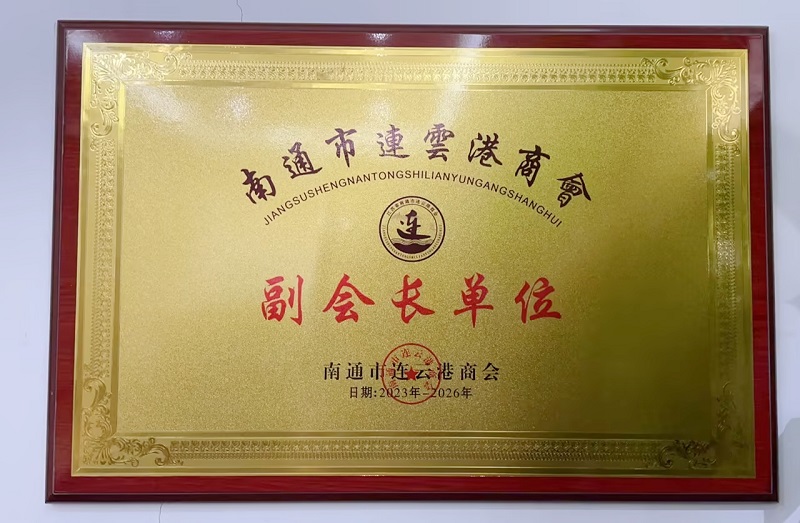 南通市連雲港商會
JIANGSUSHENGNANTONGSHILIANYUNGANGSHANGHUI
连
副会长单位
南通市连云港商会
日期:2023年-2026年